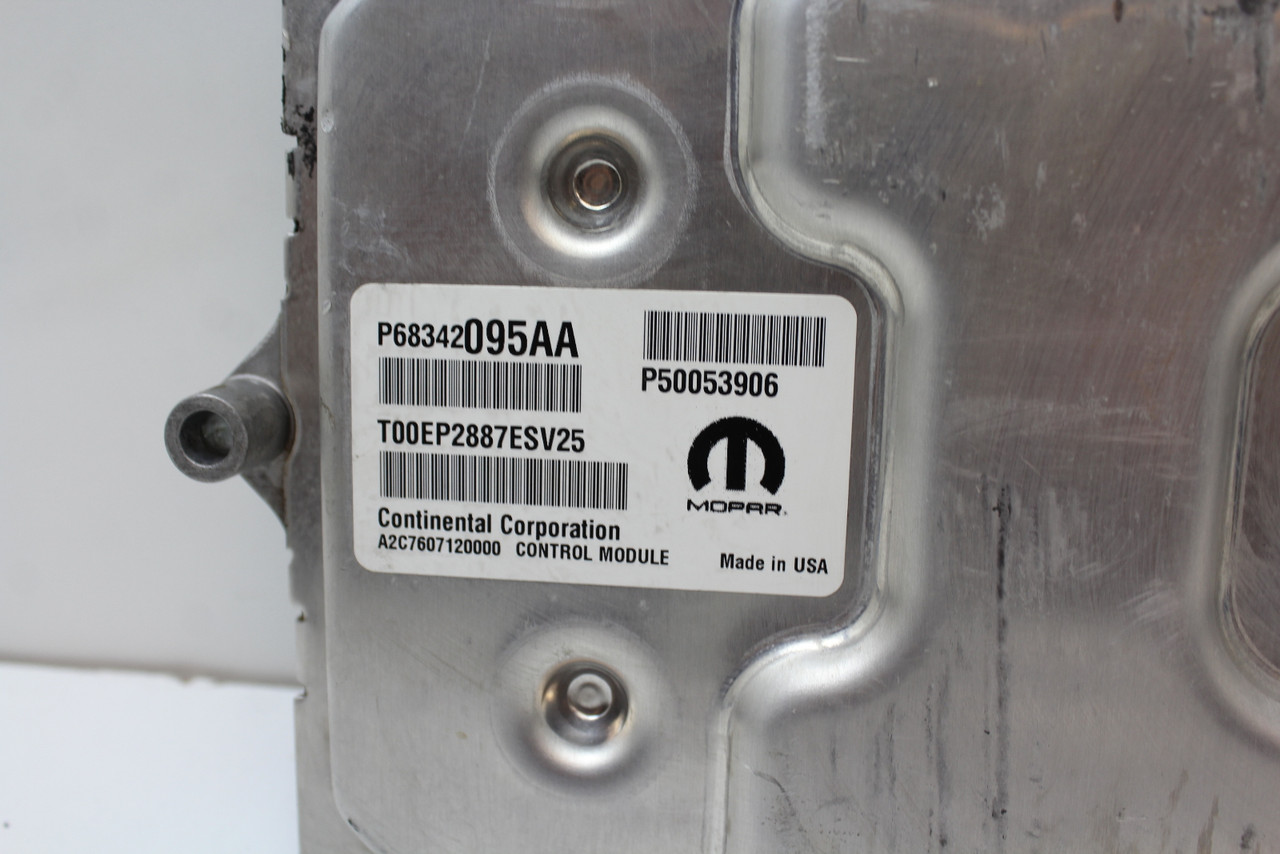 P68342095AA
P50053906
T00EP2887ESV25
MOPAR®
Continental Corporation
A2C7607120000 CONTROL MODULE
Made in USA